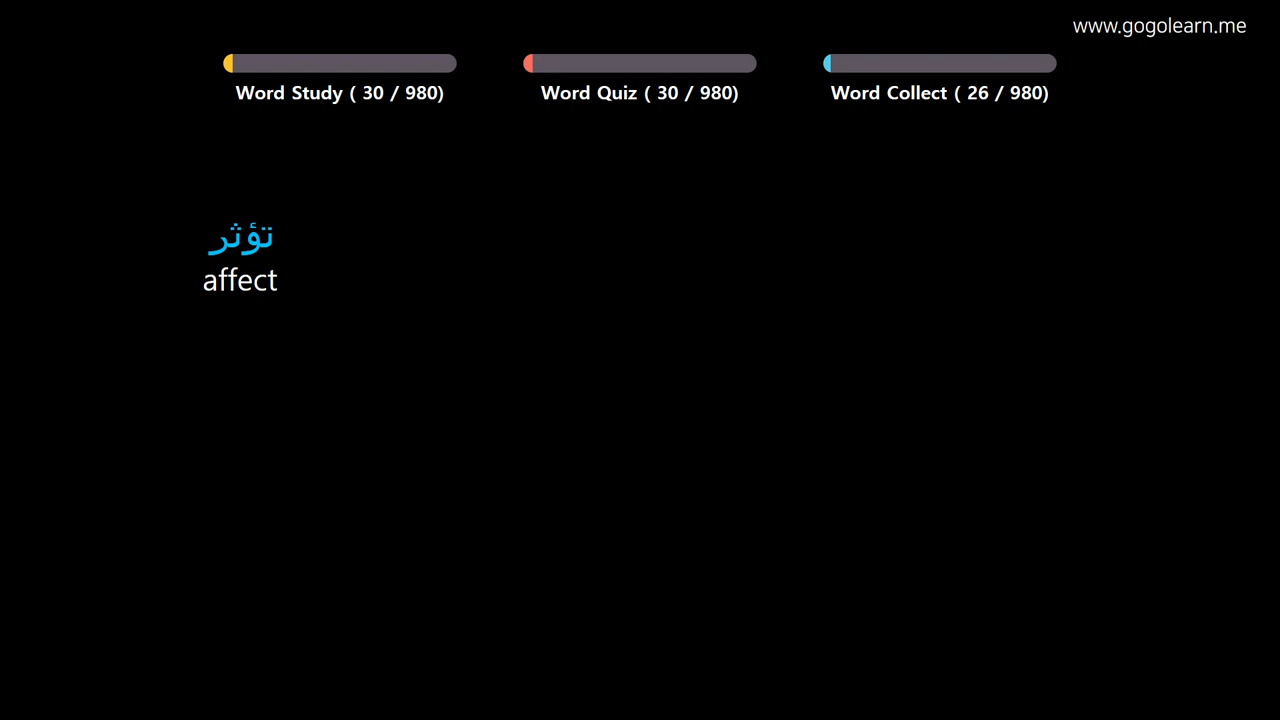 www.gogolearn.me
Word Study ( 30 / 980)
Word Quiz ( 30 / 980)
Word Collect ( 26 / 980)
تؤثر
affect